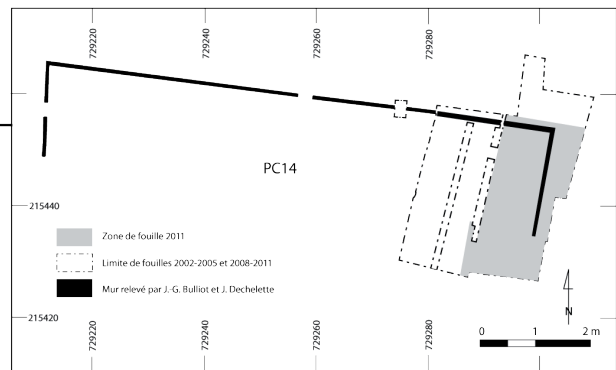 729220
729240
729260
729280
PC14
215440
Zone de fouille 2011
Limite de fouilles 2002-2005 et 2008-2011
Mur relevé par J.-G. Bulliot et J. Dechelette
215420
N
0 1 2 m
729220
729240
729260
729280